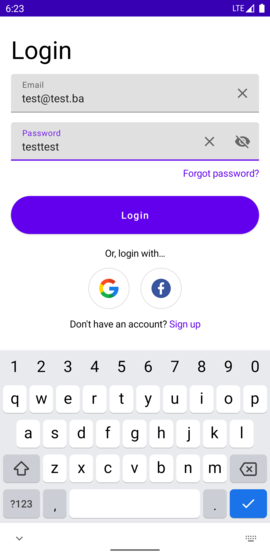 6:23 LTE
Login
Email
test@test.ba
Password
testtest
Forgot password?
Login
Or, login with...
Don't have an account? Sign up
1 2 3 4 5 6 7 8 9 0
q w e r t y u i o p
a s d f g h j k l
z x c v b n m
?123 , .